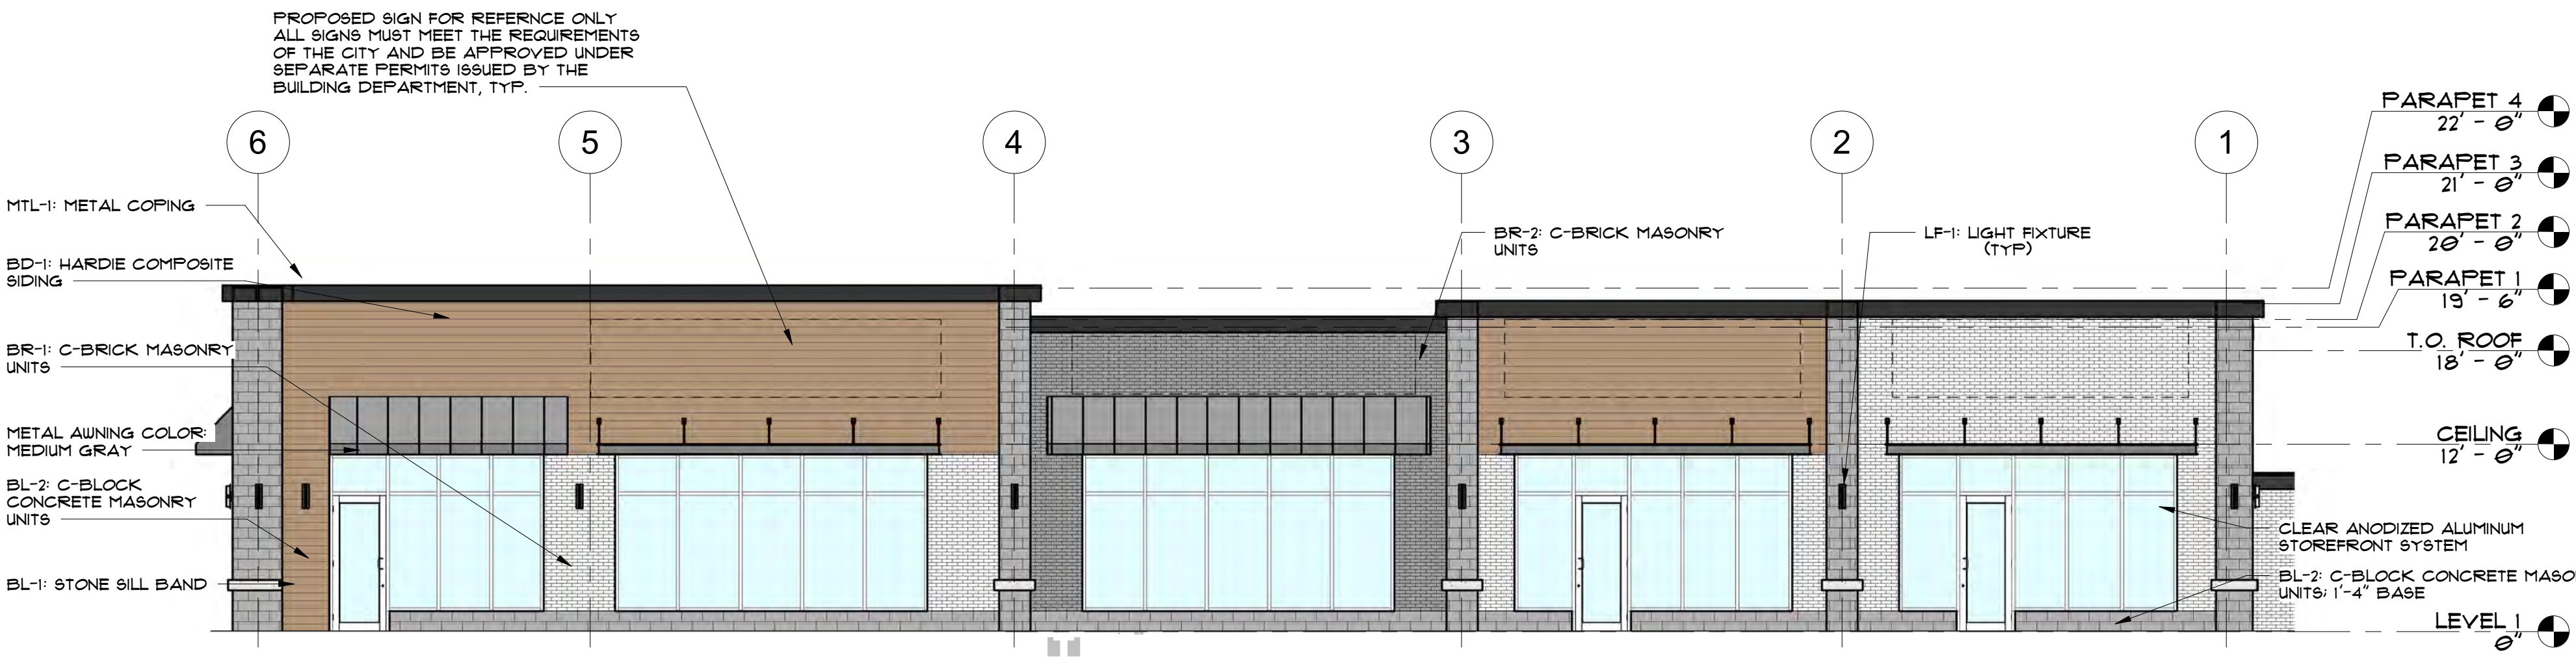 PROPOSED SIGN FOR REFERNCE ONLY
ALL SIGNS MUST MEET THE REQUIREMENTS
OF THE CITY AND BE APPROVED UNDER
SEPARATE PERMITS ISSUED BY THE
BUILDING DEPARTMENT, TYP.
6
5
4
3
2
1
PARAPET 4
22' - 0"
PARAPET 3
21' - 0"
PARAPET 2
20' - 0"
PARAPET 1
19' - 6"
T.O. ROOF
18' - 0"
CEILING
12' - 0"
LEVEL 1
0"
MTL-1: METAL COPING
BD-1: HARDIE COMPOSITE
SIDING
BR-1: C-BRICK MASONRY
UNITS
METAL AWNING COLOR:
MEDIUM GRAY
BL-2: C-BLOCK
CONCRETE MASONRY
UNITS
BL-1: STONE SILL BAND
BR-2: C-BRICK MASONRY
UNITS
LF-1: LIGHT FIXTURE
(TYP)
CLEAR ANODIZED ALUMINUM
STOREFRONT SYSTEM
BL-2: C-BLOCK CONCRETE MASO
UNITS; 1'-4" BASE